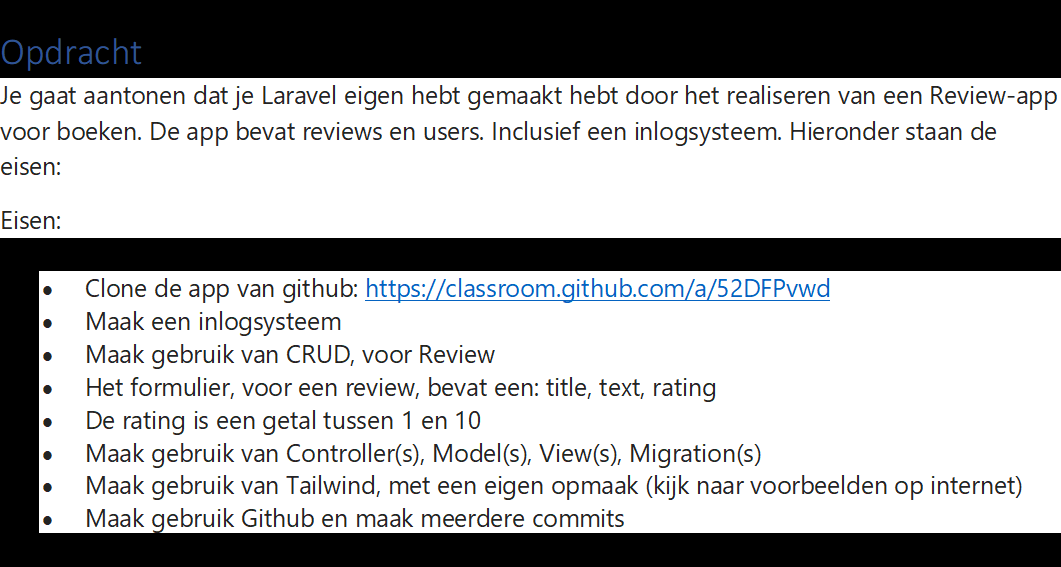 Opdracht
Je gaat aantonen dat je Laravel eigen hebt gemaakt hebt door het realiseren van een Review-app
voor boeken. De app bevat reviews en users. Inclusief een inlogsysteem. Hieronder staan de
eisen:
Eisen:
• Clone de app van github: https://classroom.github.com/a/52DFPvwd
• Maak een inlogsysteem
• Maak gebruik van CRUD, voor Review
• Het formulier, voor een review, bevat een: title, text, rating
• De rating is een getal tussen 1 en 10
• Maak gebruik van Controller(s), Model(s), View(s), Migration(s)
• Maak gebruik van Tailwind, met een eigen opmaak (kijk naar voorbeelden op internet)
• Maak gebruik Github en maak meerdere commits